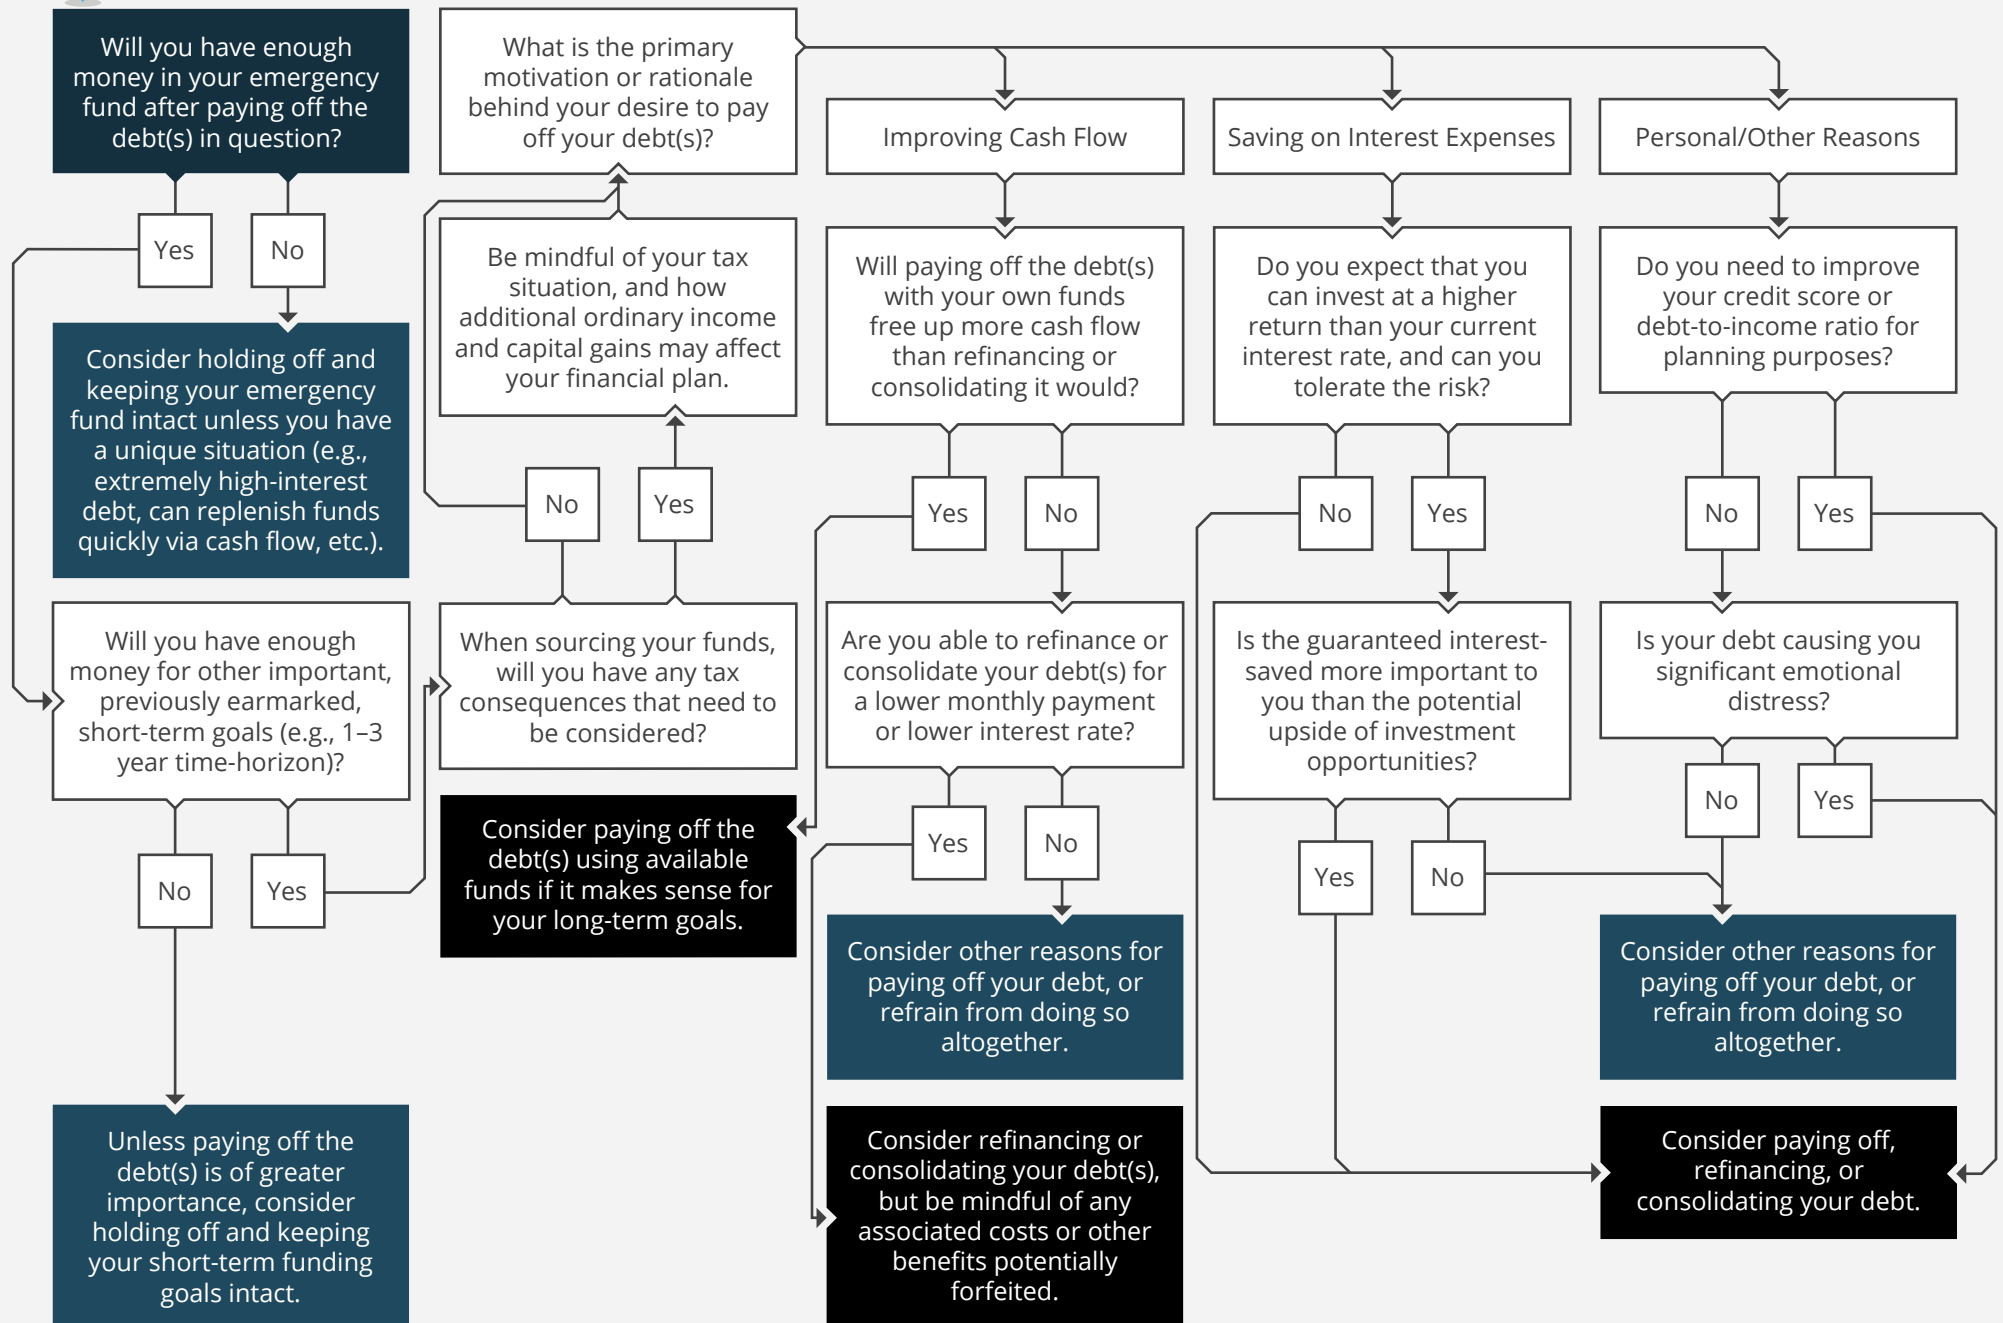 Will you have enough
money in your emergency
fund after paying off the
debt(s) in question?
Yes
No
Consider holding off and
keeping your emergency
fund intact unless you have
a unique situation (e.g.,
extremely high-interest
debt, can replenish funds
quickly via cash flow, etc.).
Will you have enough
money for other important,
previously earmarked,
short-term goals (e.g., 1–3
year time-horizon)?
No
Yes
Unless paying off the
debt(s) is of greater
importance, consider
holding off and keeping
your short-term funding
goals intact.
What is the primary
motivation or rationale
behind your desire to pay
off your debt(s)?
Be mindful of your tax
situation, and how
additional ordinary income
and capital gains may affect
your financial plan.
No
Yes
When sourcing your funds,
will you have any tax
consequences that need to
be considered?
Consider paying off the
debt(s) using available
funds if it makes sense for
your long-term goals.
Improving Cash Flow
Will paying off the debt(s)
with your own funds
free up more cash flow
than refinancing or
consolidating it would?
Yes
No
Are you able to refinance or
consolidate your debt(s) for
a lower monthly payment
or lower interest rate?
Yes
No
Consider other reasons for
paying off your debt, or
refrain from doing so
altogether.
Consider refinancing or
consolidating your debt(s),
but be mindful of any
associated costs or other
benefits potentially
forfeited.
Saving on Interest Expenses
Do you expect that you
can invest at a higher
return than your current
interest rate, and can you
tolerate the risk?
No
Yes
Is the guaranteed interest-
saved more important to
you than the potential
upside of investment
opportunities?
Yes
No
Personal/Other Reasons
Do you need to improve
your credit score or
debt-to-income ratio for
planning purposes?
No
Yes
Is your debt causing you
significant emotional
distress?
No
Yes
Consider other reasons for
paying off your debt, or
refrain from doing so
altogether.
Consider paying off,
refinancing, or
consolidating your debt.